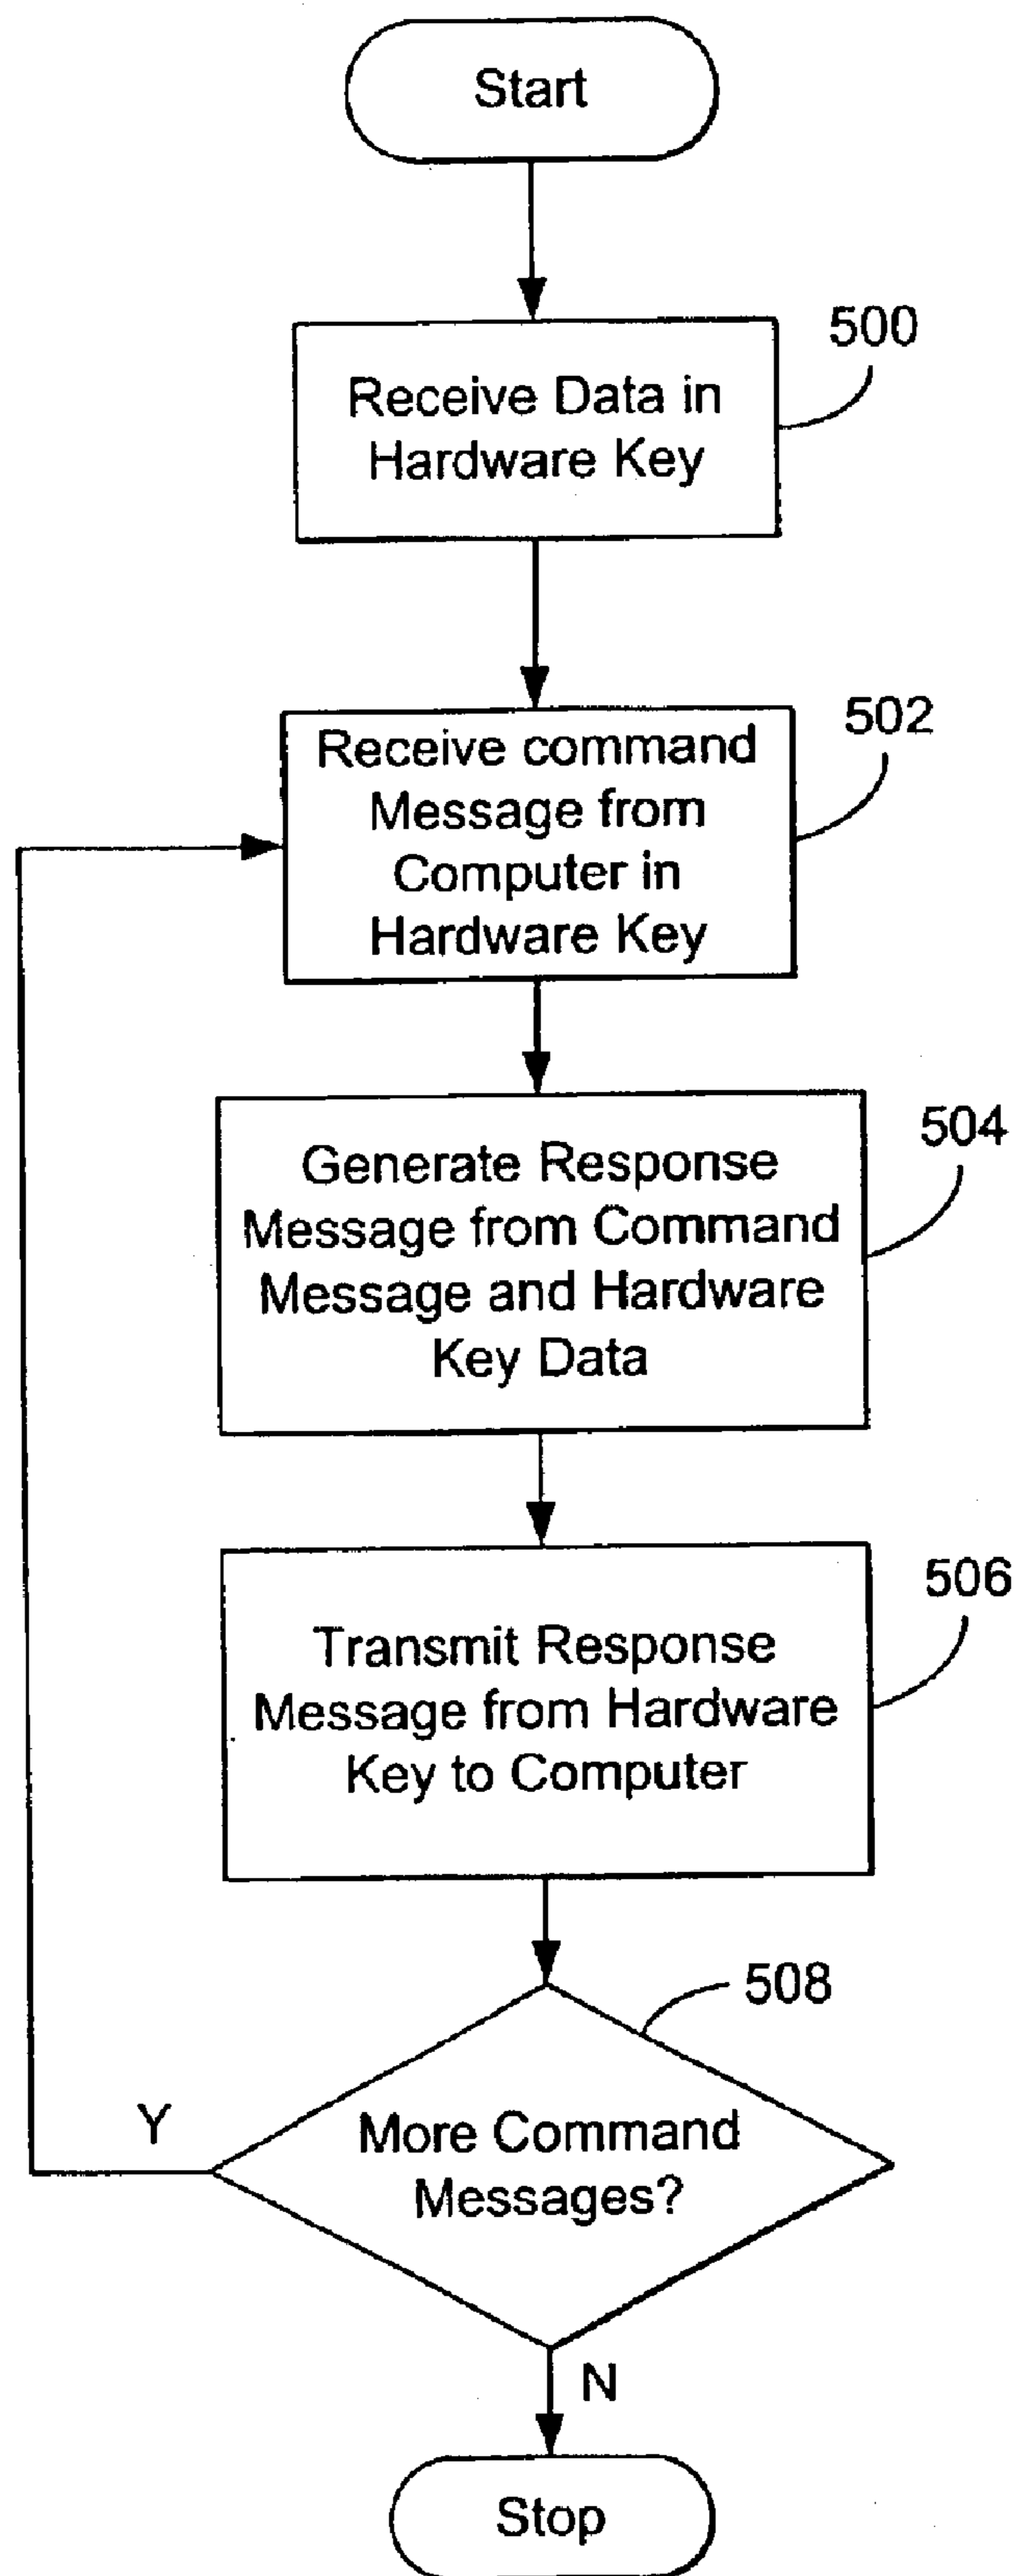 Start
500
Receive Data in
Hardware Key
502
Receive command
Message from
Computer in
Hardware Key
504
Generate Response
Message from Command
Message and Hardware
Key Data
506
Transmit Response
Message from Hardware
Key to Computer
508
More Command
Messages?
Y
N
Stop